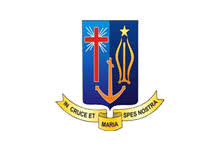 IN CRUCE ET MARIA SPES NOSTRA